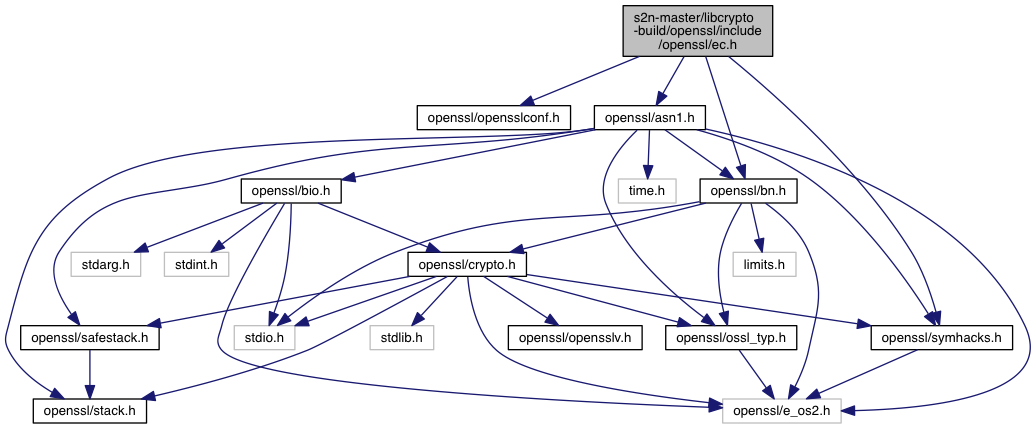 s2n-master/libcrypto
-build/openssl/include
/openssl/ec.h
openssl/opensslconf.h
openssl/asn1.h
openssl/bio.h
time.h
openssl/bn.h
stdarg.h
stdint.h
openssl/crypto.h
limits.h
openssl/safestack.h
stdio.h
stdlib.h
openssl/opensslv.h
openssl/ossl_typ.h
openssl/symhacks.h
openssl/stack.h
openssl/e_os2.h